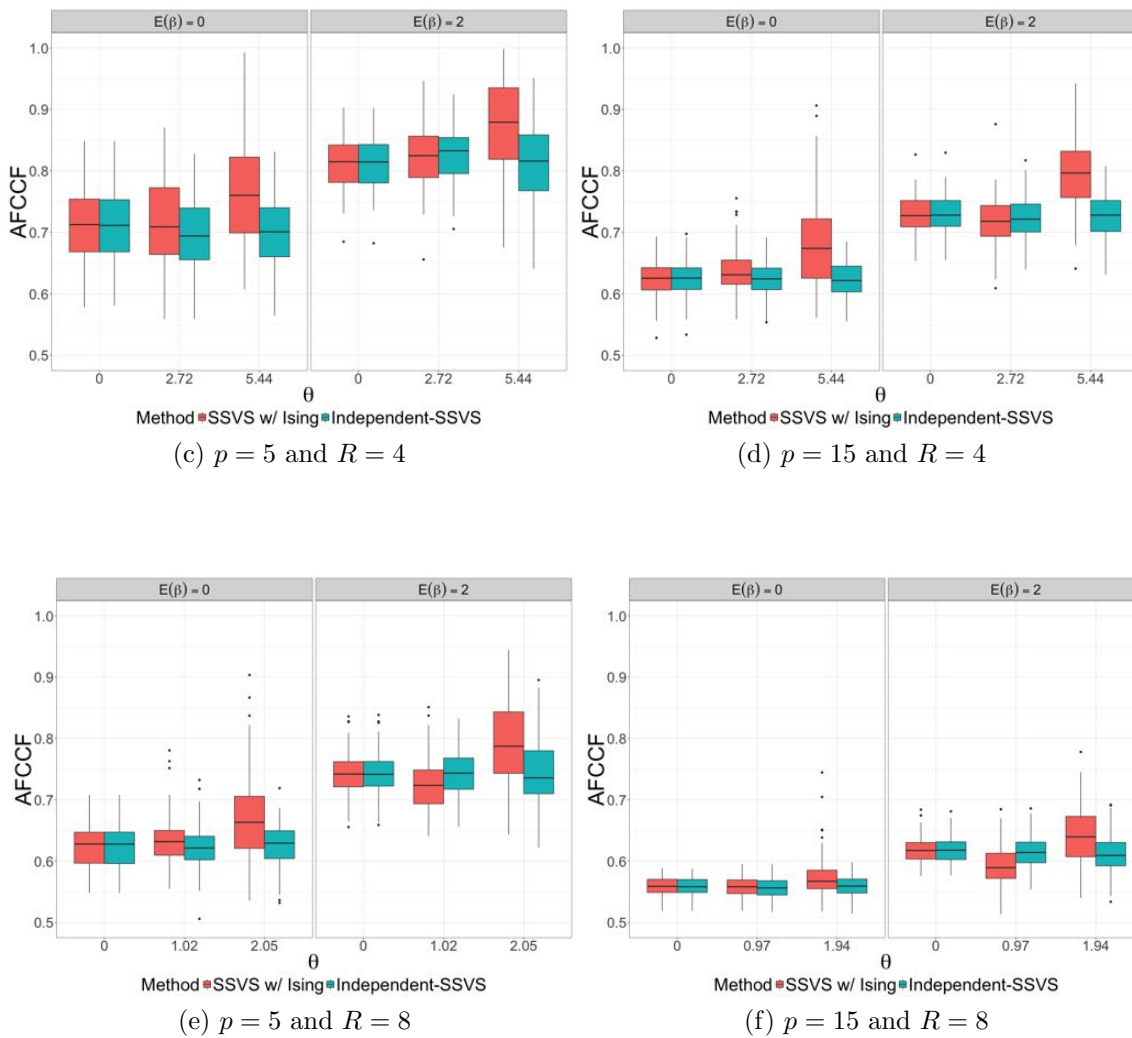 E(β) = 0 E(β) = 2
1.0
0.9
0.8
0.7
0.6
0.5
AFCCF
0 2.72 5.44 0 2.72 5.44
θ
Method SSVS w/ Ising Independent-SSVS
(c) p = 5 and R = 4
E(β) = 0 E(β) = 2
1.0
0.9
0.8
0.7
0.6
0.5
AFCCF
0 2.72 5.44 0 2.72 5.44
θ
Method SSVS w/ Ising Independent-SSVS
(d) p = 15 and R = 4
E(β) = 0 E(β) = 2
1.0
0.9
0.8
0.7
0.6
0.5
AFCCF
0 1.02 2.05 0 1.02 2.05
θ
Method SSVS w/ Ising Independent-SSVS
(e) p = 5 and R = 8
E(β) = 0 E(β) = 2
1.0
0.9
0.8
0.7
0.6
0.5
AFCCF
0 0.97 1.94 0 0.97 1.94
θ
Method SSVS w/ Ising Independent-SSVS
(f) p = 15 and R = 8